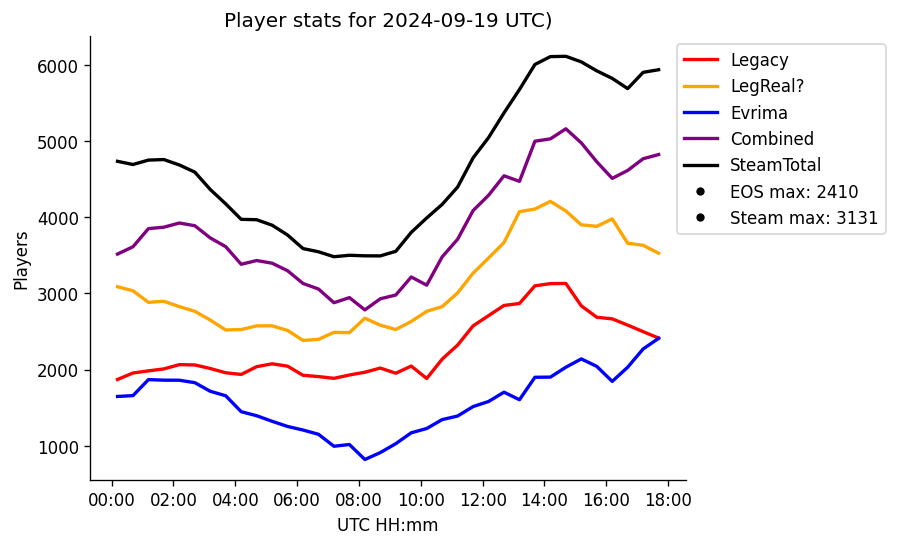 Player stats for 2024-09-19 UTC)
Players
6000
5000
4000
3000
2000
1000
00:00 02:00 04:00 06:00 08:00 10:00 12:00 14:00 16:00 18:00
UTC HH:mm
Legacy
LegReal?
Evrima
Combined
SteamTotal
EOS max: 2410
Steam max: 3131